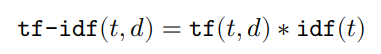 tf-idf(t, d) = tf(t, d) * idf(t)